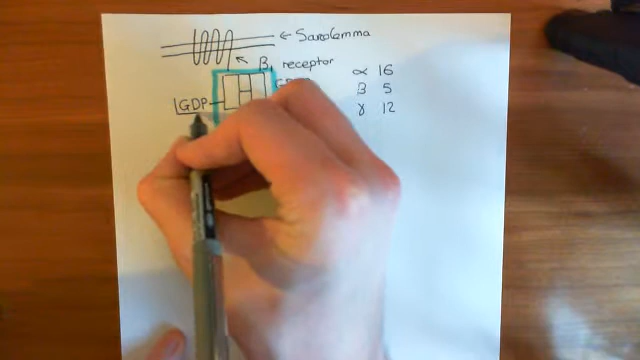 ← Sarcolemma
β₁ receptor
α 16
β 5
GDP
γ 12